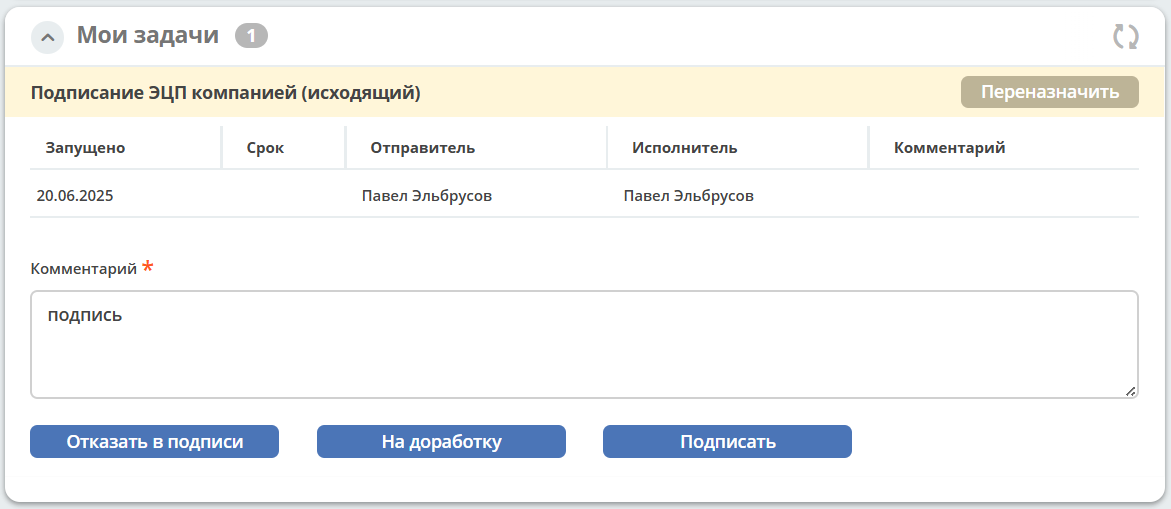 Мои задачи 1
Подписание ЭЦП компанией (исходящий) Переназначить
Запущено Срок Отправитель Исполнитель Комментарий
20.06.2025 Павел Эльбрусов Павел Эльбрусов
Комментарий *
подпись
Отказать в подписи На доработку Подписать